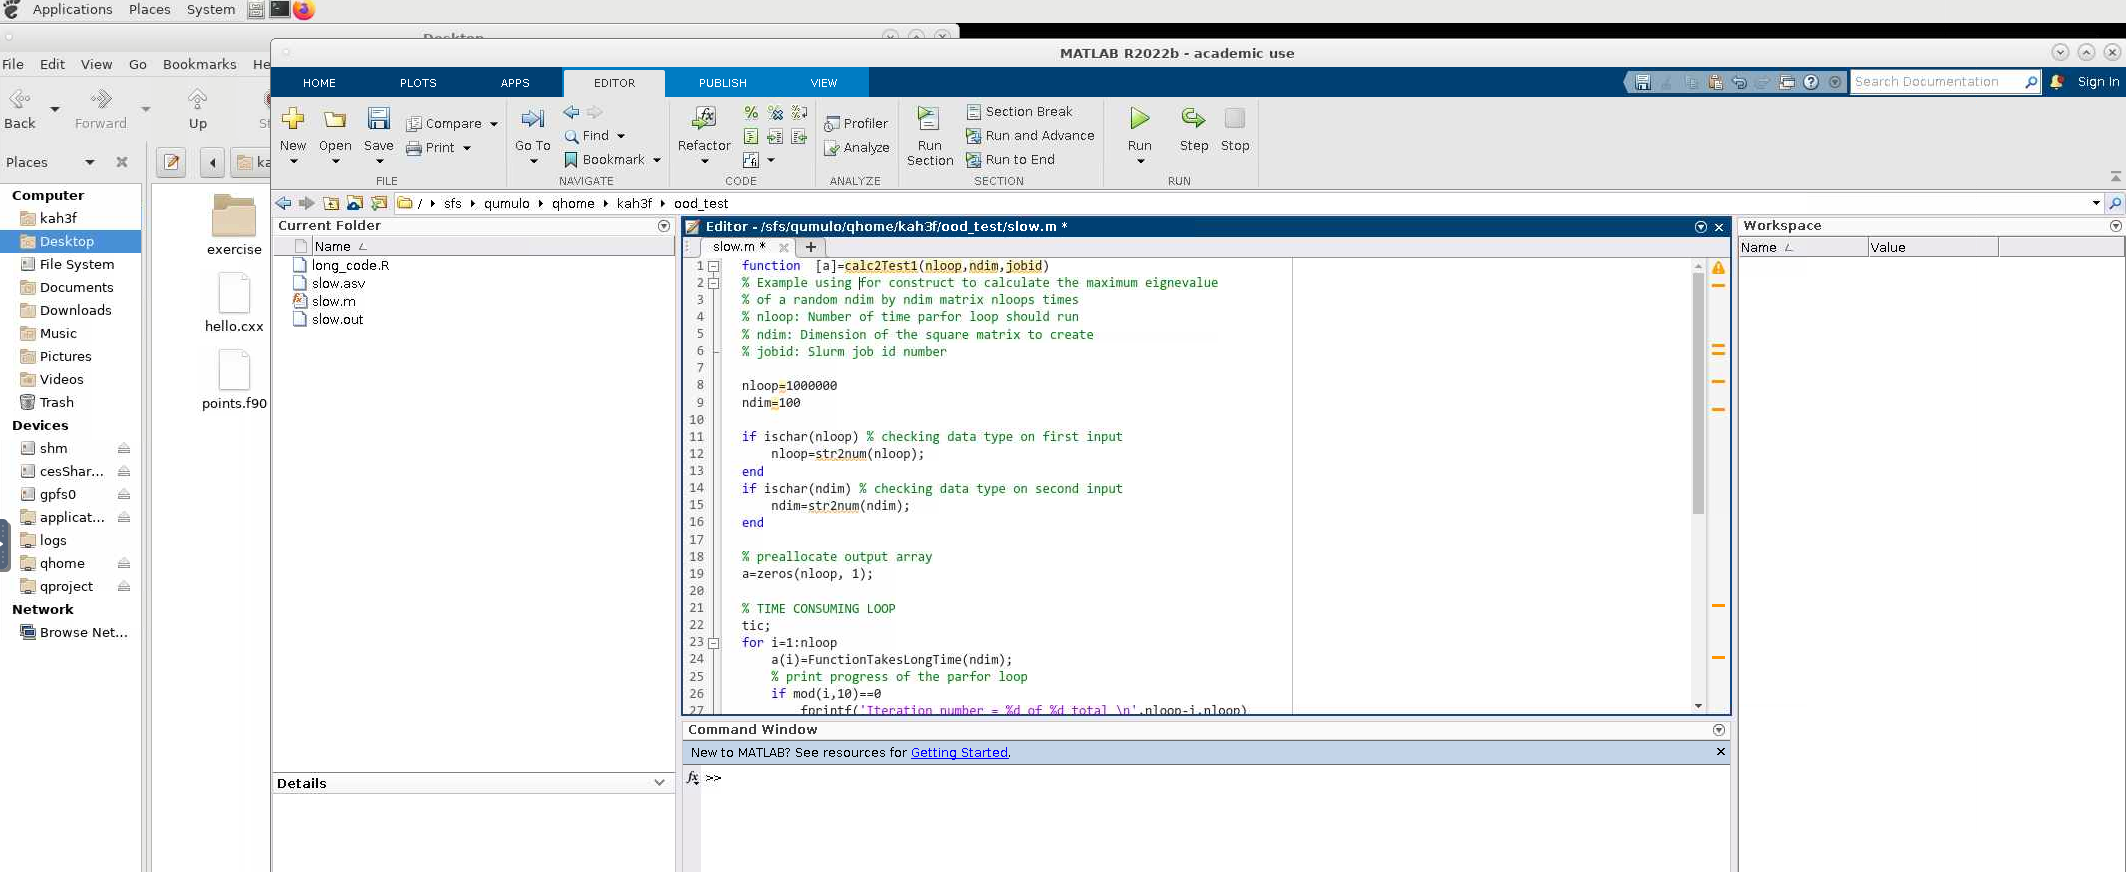 Applications Places System
Desktop
File Edit View Go Bookmarks He
Back Forward Up St
Places
ka
Computer
kah3f
Desktop
File System
Documents
Downloads
Music
Pictures
Videos
Trash
Devices
shm
cesShar...
gpfs0
applicat...
logs
qhome
qproject
Network
Browse Net...
exercise
hello.cxx
points.f90
MATLAB R2022b - academic use
HOME PLOTS APPS EDITOR PUBLISH VIEW
Search Documentation
Sign In
New Open Save
Compare
Print
FILE
Go To
Find
Bookmark
NAVIGATE
Refactor
CODE
Profiler
Analyze
ANALYZE
Run Section
Section Break
Run and Advance
Run to End
SECTION
Run Step Stop
RUN
/ sfs qumulo qhome kah3f ood_test
Current Folder
Name
long_code.R
slow.asv
slow.m
slow.out
Details
Editor - /sfs/qumulo/qhome/kah3f/ood_test/slow.m *
slow.m *
1 function [a]=calc2Test1(nloop,ndim,jobid)
2 % Example using for construct to calculate the maximum eignevalue
3 % of a random ndim by ndim matrix nloops times
4 % nloop: Number of time parfor loop should run
5 % ndim: Dimension of the square matrix to create
6 % jobid: Slurm job id number
7
8 nloop=1000000
9 ndim=100
10
11 if ischar(nloop) % checking data type on first input
12 nloop=str2num(nloop);
13 end
14 if ischar(ndim) % checking data type on second input
15 ndim=str2num(ndim);
16 end
17
18 % preallocate output array
19 a=zeros(nloop, 1);
20
21 % TIME CONSUMING LOOP
22 tic;
23 for i=1:nloop
24 a(i)=FunctionTakesLongTime(ndim);
25 % print progress of the parfor loop
26 if mod(i,10)==0
27 fprintf('Iteration number = %d of %d total \n',nloop-i,nloop)
Command Window
New to MATLAB? See resources for Getting Started.
fx >>
Workspace
Name Value